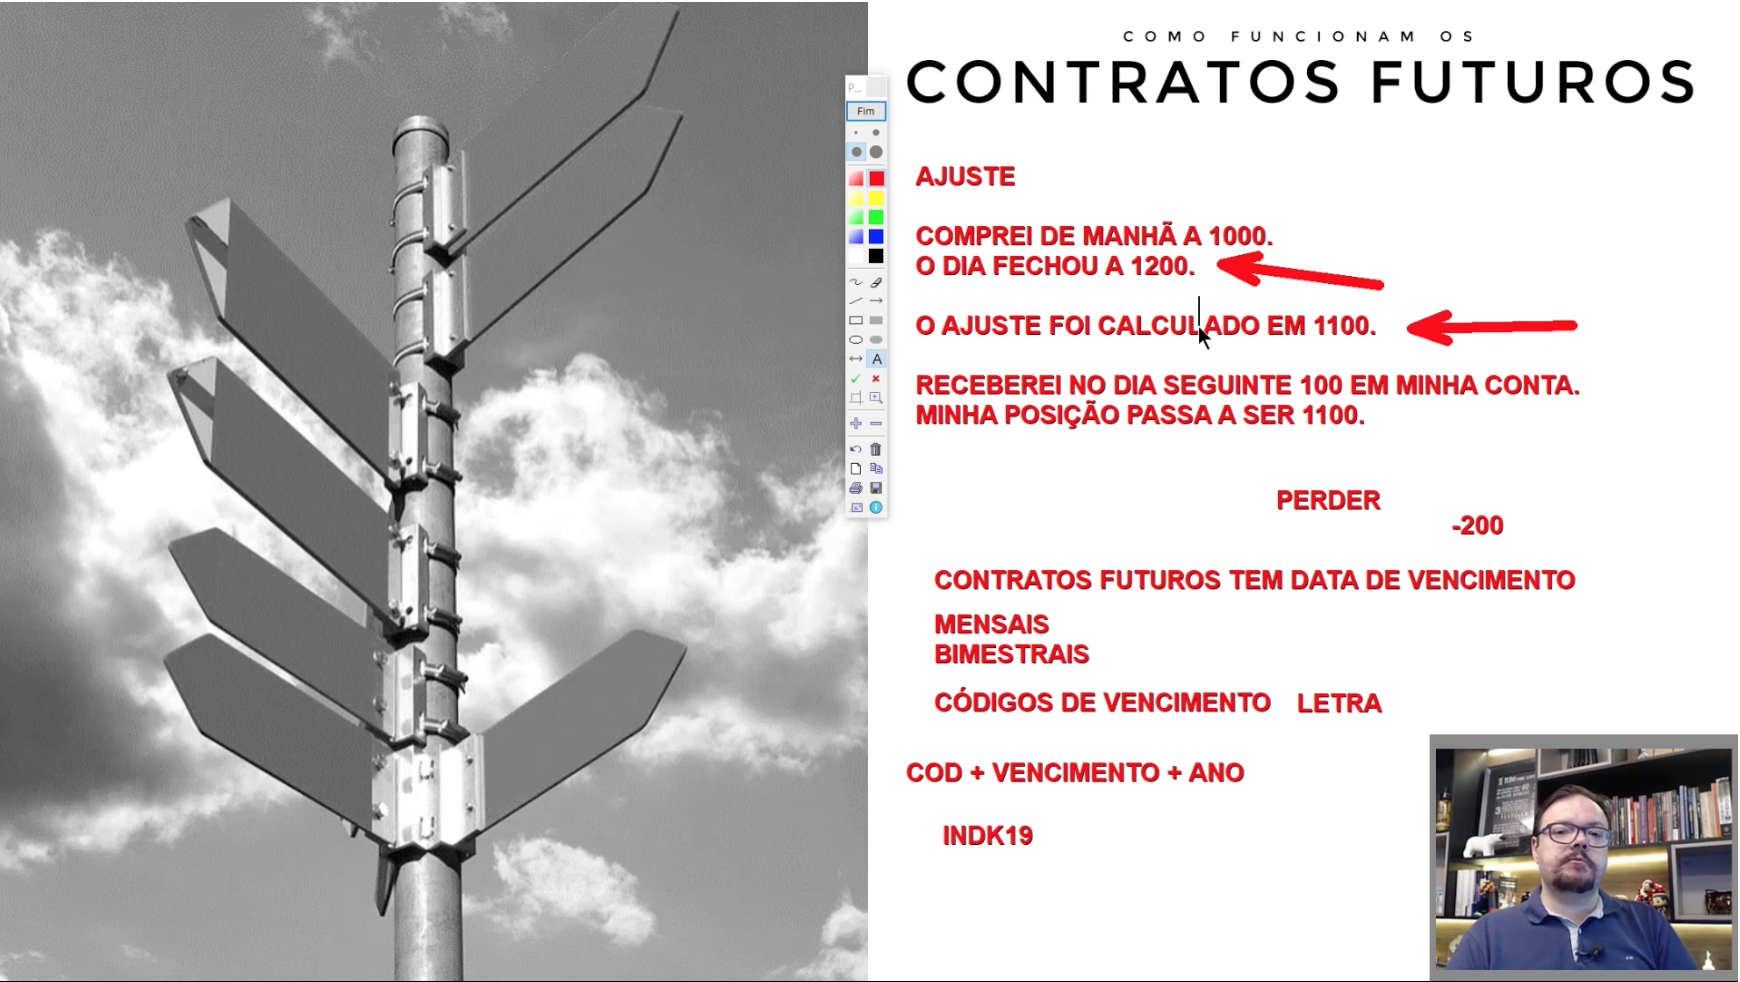 COMO FUNCIONAM OS
CONTRATOS FUTUROS
P...
Fim
A
AJUSTE
COMPREI DE MANHÃ A 1000.
O DIA FECHOU A 1200.
O AJUSTE FOI CALCULADO EM 1100.
RECEBEREI NO DIA SEGUINTE 100 EM MINHA CONTA.
MINHA POSIÇÃO PASSA A SER 1100.
PERDER
-200
CONTRATOS FUTUROS TEM DATA DE VENCIMENTO
MENSAIS
BIMESTRAIS
CÓDIGOS DE VENCIMENTO LETRA
COD + VENCIMENTO + ANO
INDK19